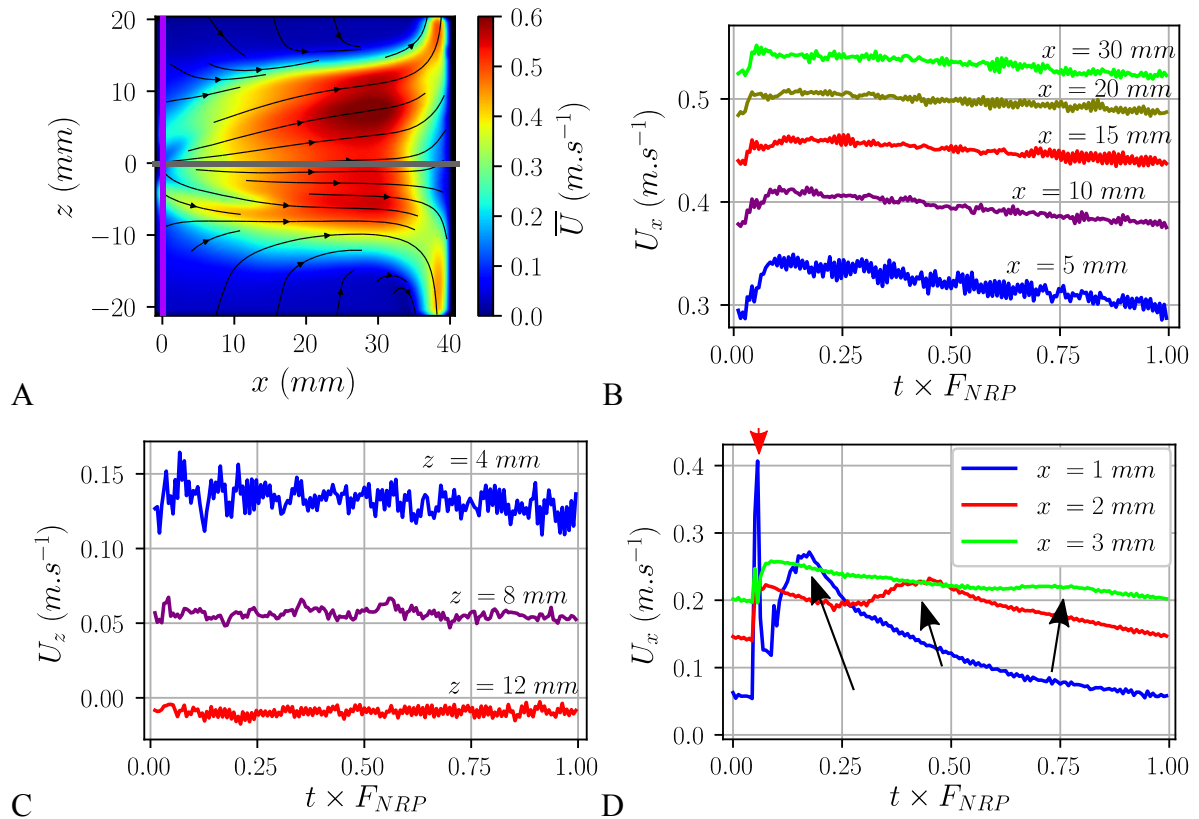 20
10
0
−10
−20
z (mm)
0 10 20 30 40
x (mm)
0.6
0.5
0.4
0.3
0.2
0.1
0.0
U̅ (m.s⁻¹)
A
0.5
0.4
0.3
U_x (m.s⁻¹)
x = 30 mm
x = 20 mm
x = 15 mm
x = 10 mm
x = 5 mm
0.00 0.25 0.50 0.75 1.00
t × F_NRP
B
0.15
0.10
0.05
0.00
U_z (m.s⁻¹)
z = 4 mm
z = 8 mm
z = 12 mm
0.00 0.25 0.50 0.75 1.00
t × F_NRP
C
0.4
0.3
0.2
0.1
0.0
U_x (m.s⁻¹)
x = 1 mm
x = 2 mm
x = 3 mm
0.00 0.25 0.50 0.75 1.00
t × F_NRP
D